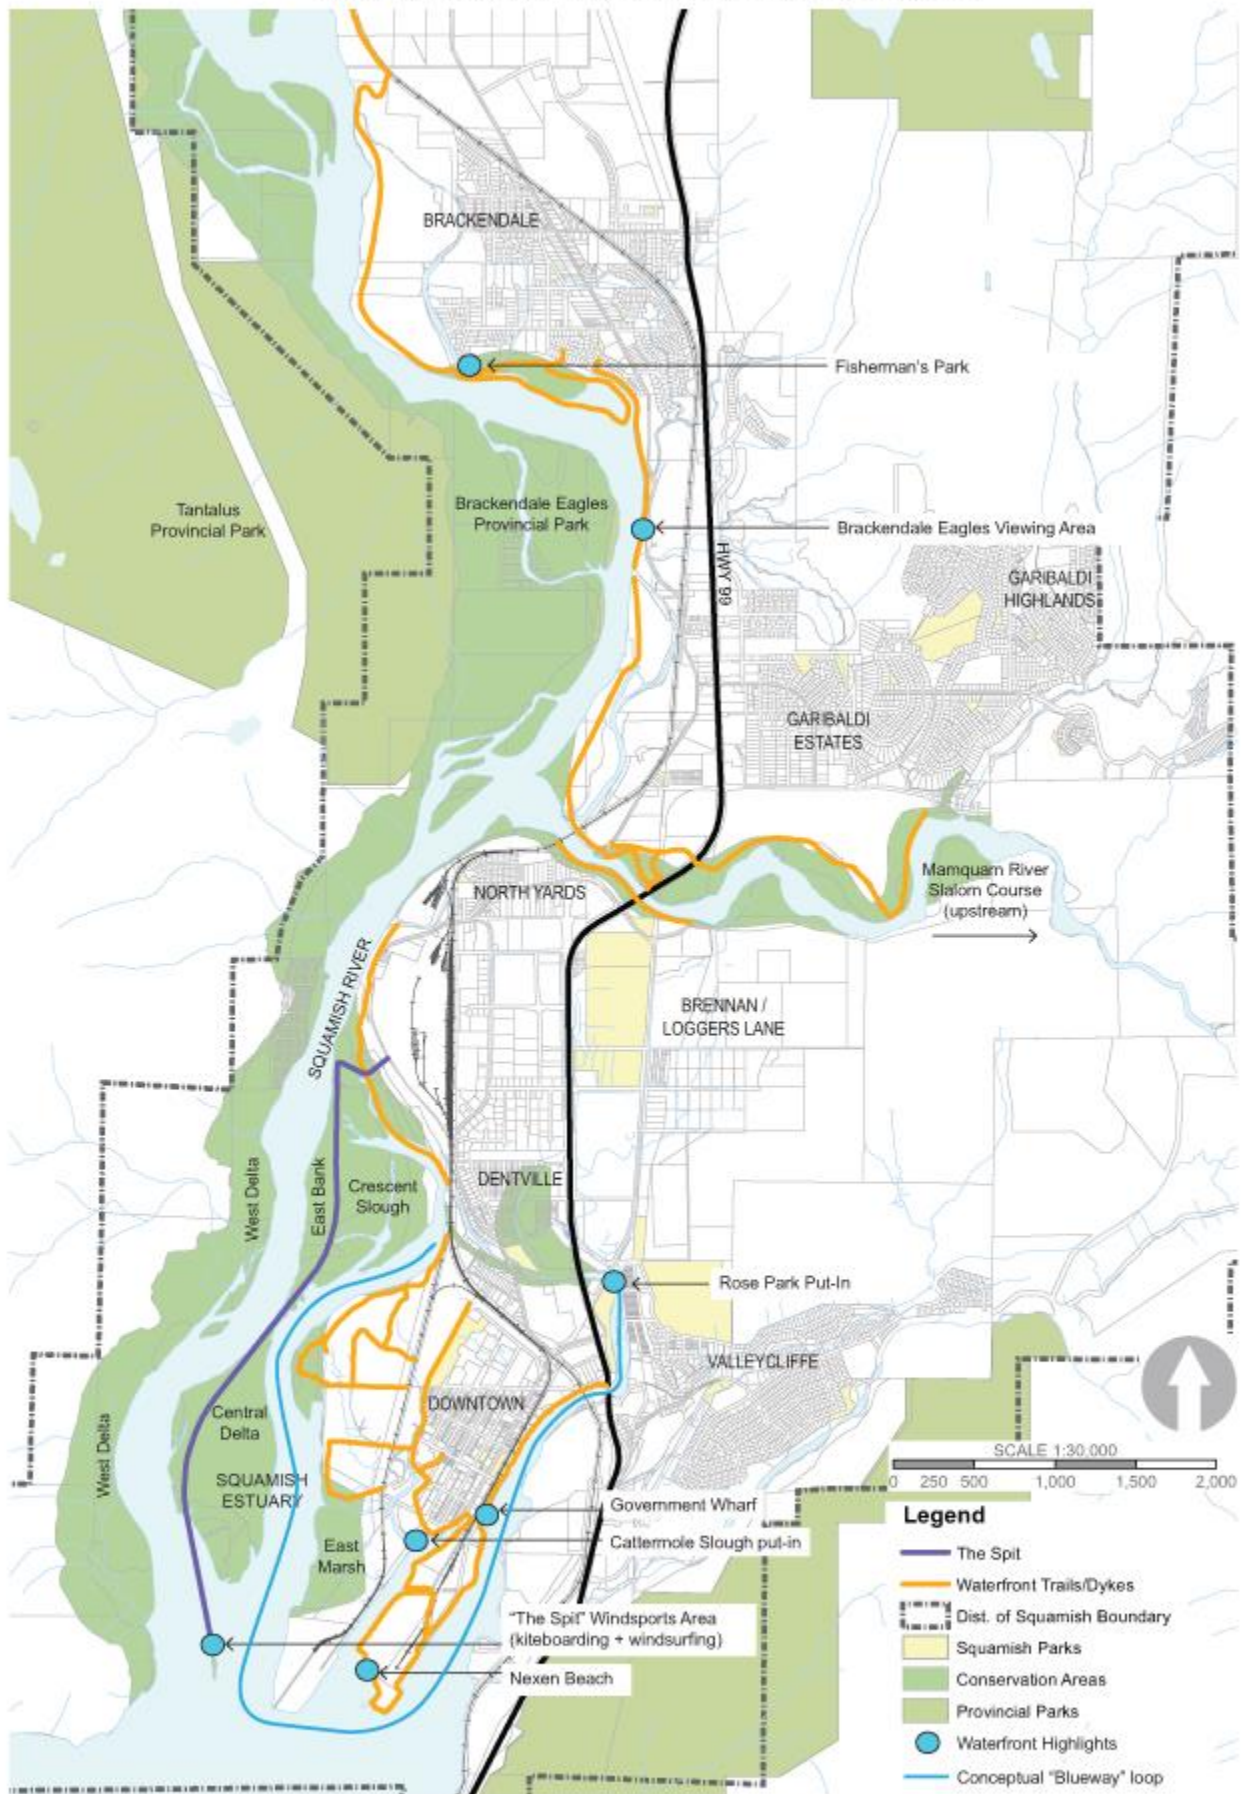 BRACKENDALE
Fisherman's Park
Tantalus
Provincial Park
Brackendale Eagles
Provincial Park
Brackendale Eagles Viewing Area
HWY 99
GARIBALDI
HIGHLANDS
GARIBALDI
ESTATES
Mamquam River
Slalom Course
(upstream)
NORTH YARDS
SQUAMISH RIVER
BRENNAN /
LOGGERS LANE
DENTVILLE
West Delta
East Bank
Crescent
Slough
Rose Park Put-In
VALLEYCLIFFE
DOWNTOWN
Central
Delta
West Delta
SQUAMISH
ESTUARY
East
Marsh
Government Wharf
Cattermole Slough put-in
"The Spit" Windsports Area
(kiteboarding + windsurfing)
Nexen Beach
SCALE 1:30,000
0 250 500 1,000 1,500 2,000
Legend
The Spit
Waterfront Trails/Dykes
Dist. of Squamish Boundary
Squamish Parks
Conservation Areas
Provincial Parks
Waterfront Highlights
Conceptual "Blueway" loop